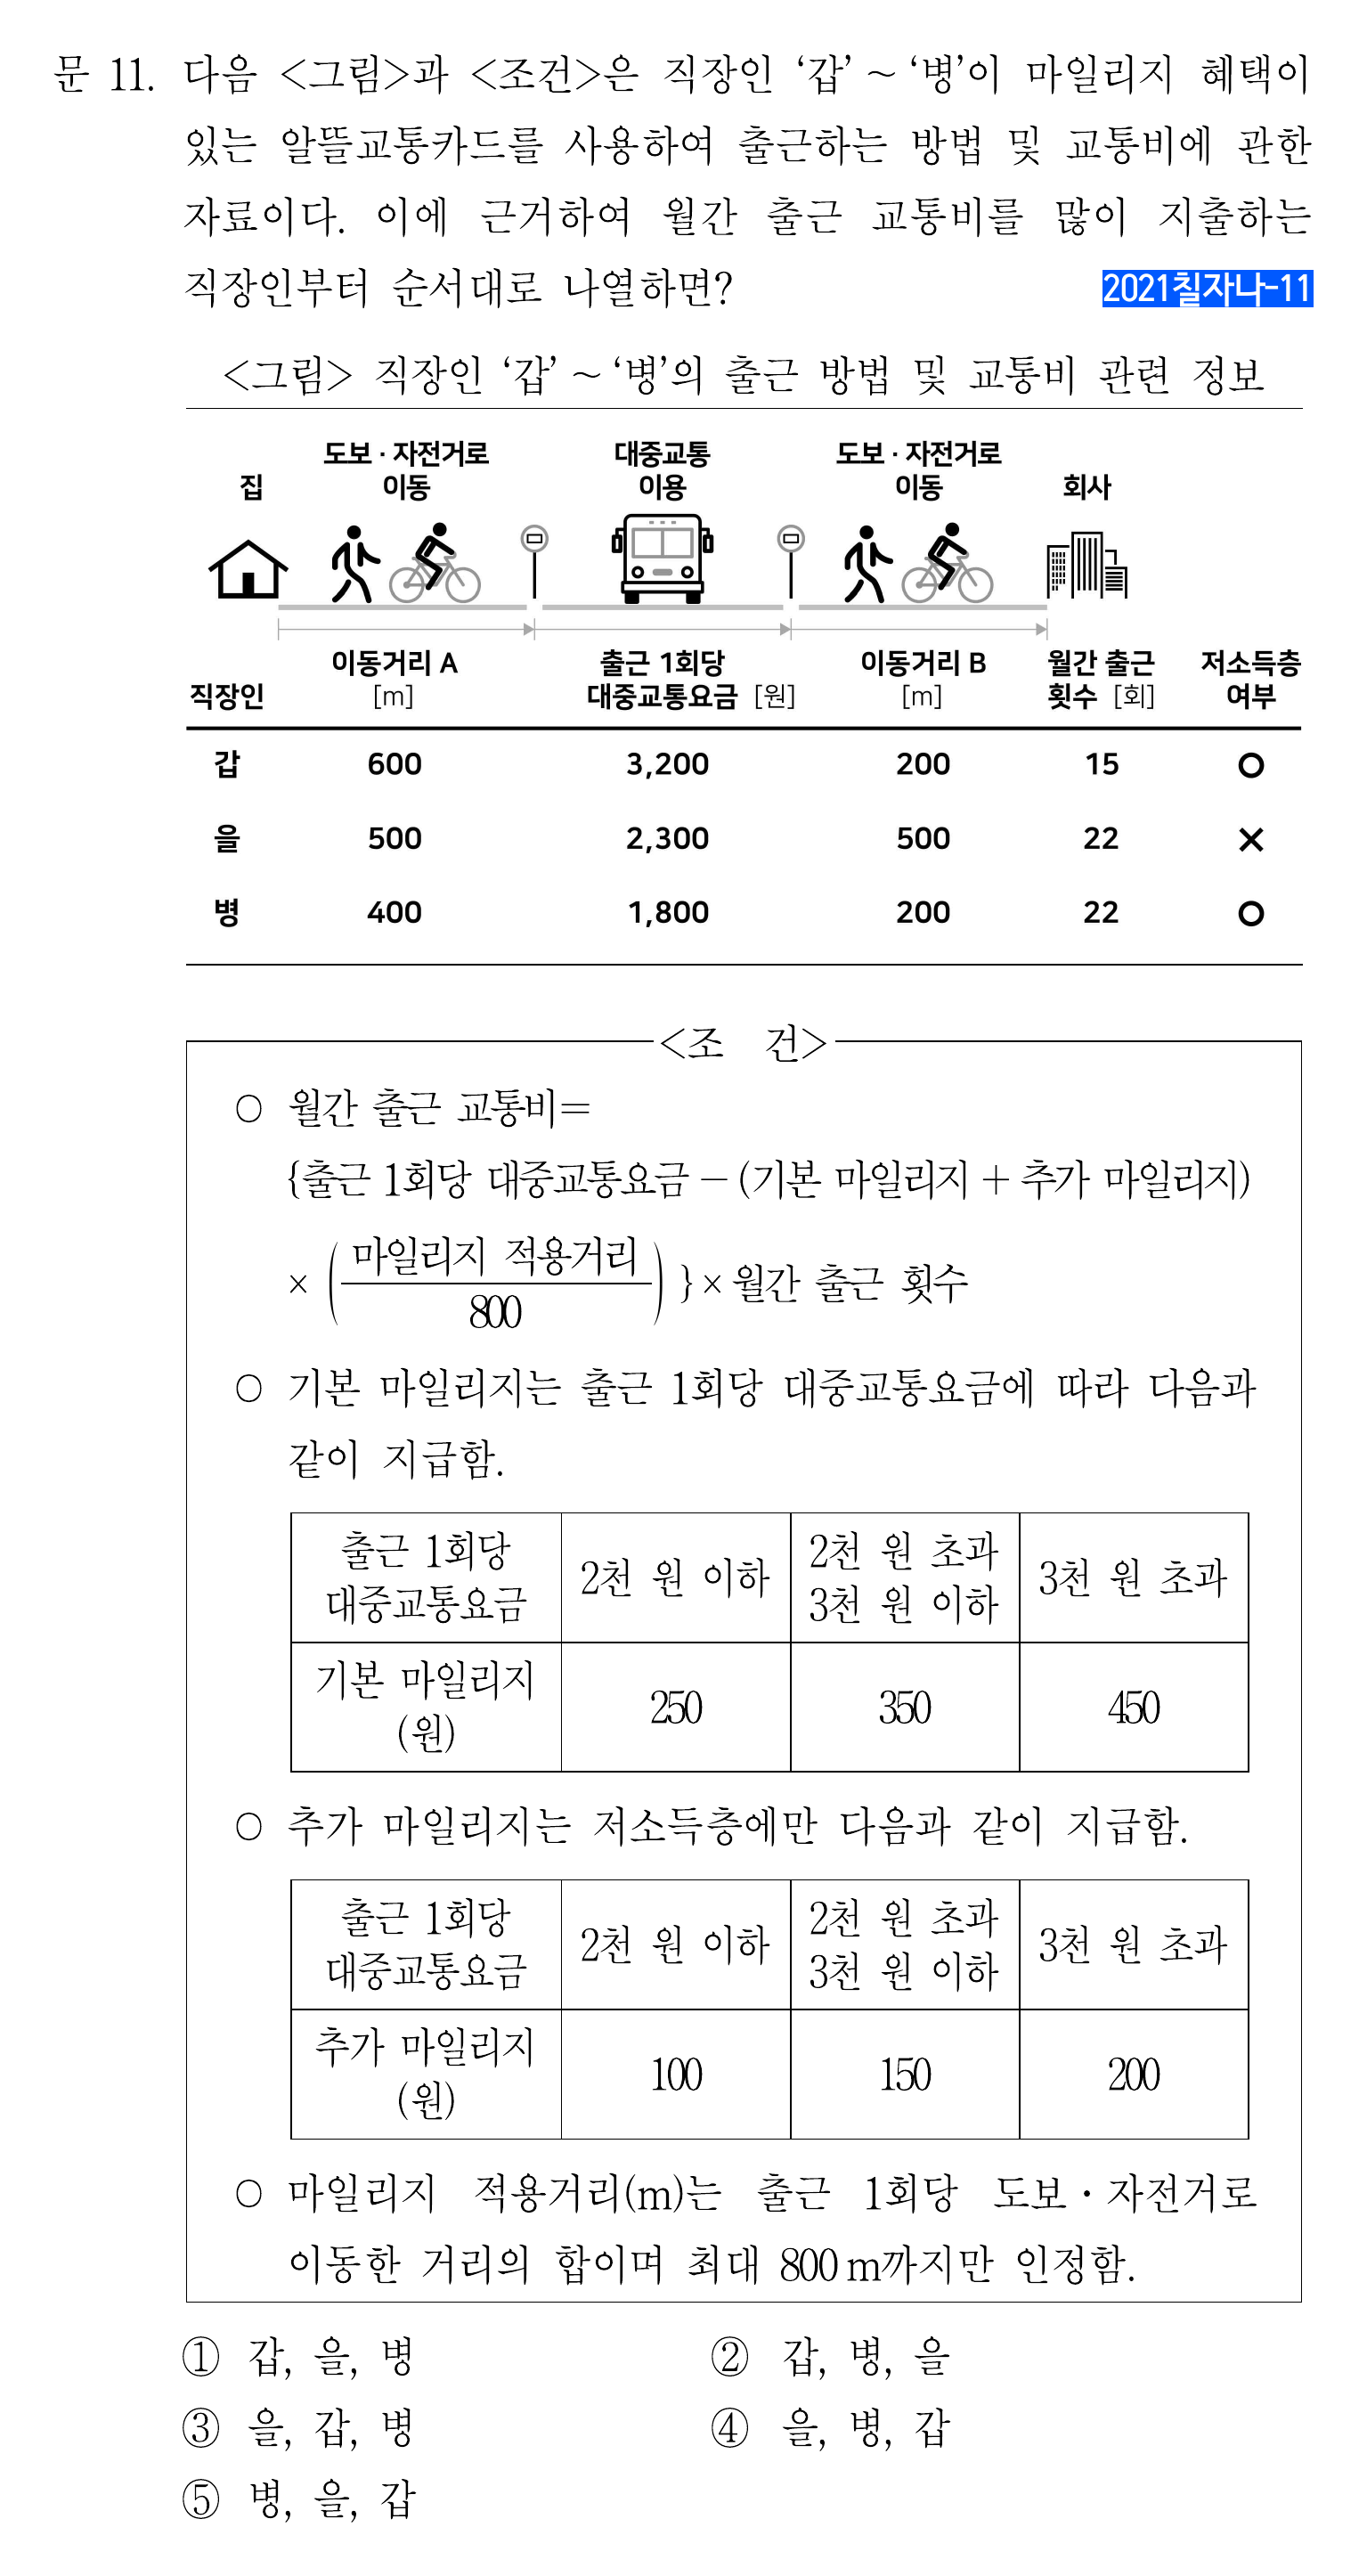 문 11. 다음 <그림>과 <조건>은 직장인 ‘갑’ ~ ‘병’이 마일리지 혜택이
있는 알뜰교통카드를 사용하여 출근하는 방법 및 교통비에 관한
자료이다. 이에 근거하여 월간 출근 교통비를 많이 지출하는
직장인부터 순서대로 나열하면? 2021칠자나-11
<그림> 직장인 ‘갑’ ~ ‘병’의 출근 방법 및 교통비 관련 정보
집 도보 · 자전거로 이동 대중교통 이용 도보 · 자전거로 이동 회사
직장인 이동거리 A [m] 출근 1회당 대중교통요금 [원] 이동거리 B [m] 월간 출근 횟수 [회] 저소득층 여부
갑 600 3,200 200 15 ○
을 500 2,300 500 22 ×
병 400 1,800 200 22 ○
<조 건>
○ 월간 출근 교통비=
{출근 1회당 대중교통요금 − (기본 마일리지 + 추가 마일리지)
× (마일리지 적용거리 / 800) } × 월간 출근 횟수
○ 기본 마일리지는 출근 1회당 대중교통요금에 따라 다음과
같이 지급함.
출근 1회당 대중교통요금 2천 원 이하 2천 원 초과 3천 원 이하 3천 원 초과
기본 마일리지 (원) 250 350 450
○ 추가 마일리지는 저소득층에만 다음과 같이 지급함.
출근 1회당 대중교통요금 2천 원 이하 2천 원 초과 3천 원 이하 3천 원 초과
추가 마일리지 (원) 100 150 200
○ 마일리지 적용거리(m)는 출근 1회당 도보 · 자전거로
이동한 거리의 합이며 최대 800 m까지만 인정함.
① 갑, 을, 병 ② 갑, 병, 을
③ 을, 갑, 병 ④ 을, 병, 갑
⑤ 병, 을, 갑